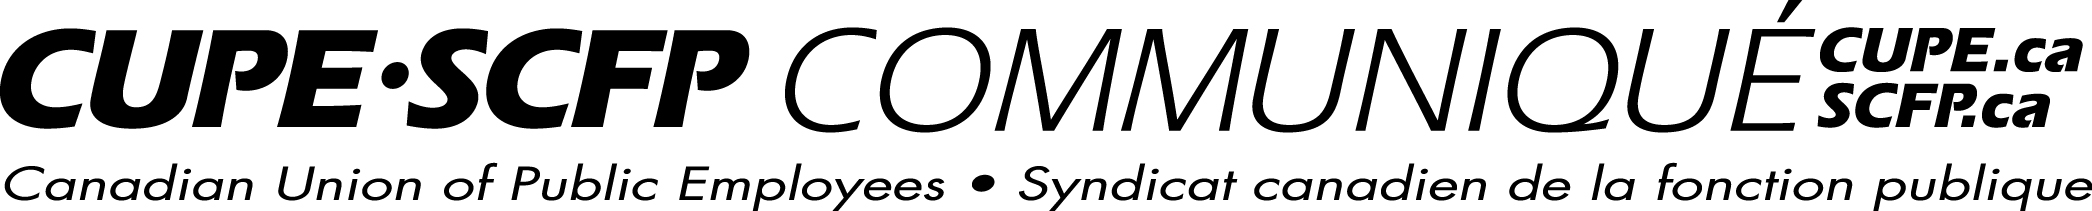 CUPE•SCFP COMMUNIQUÉ
CUPE.ca
SCFP.ca
Canadian Union of Public Employees • Syndicat canadien de la fonction publique